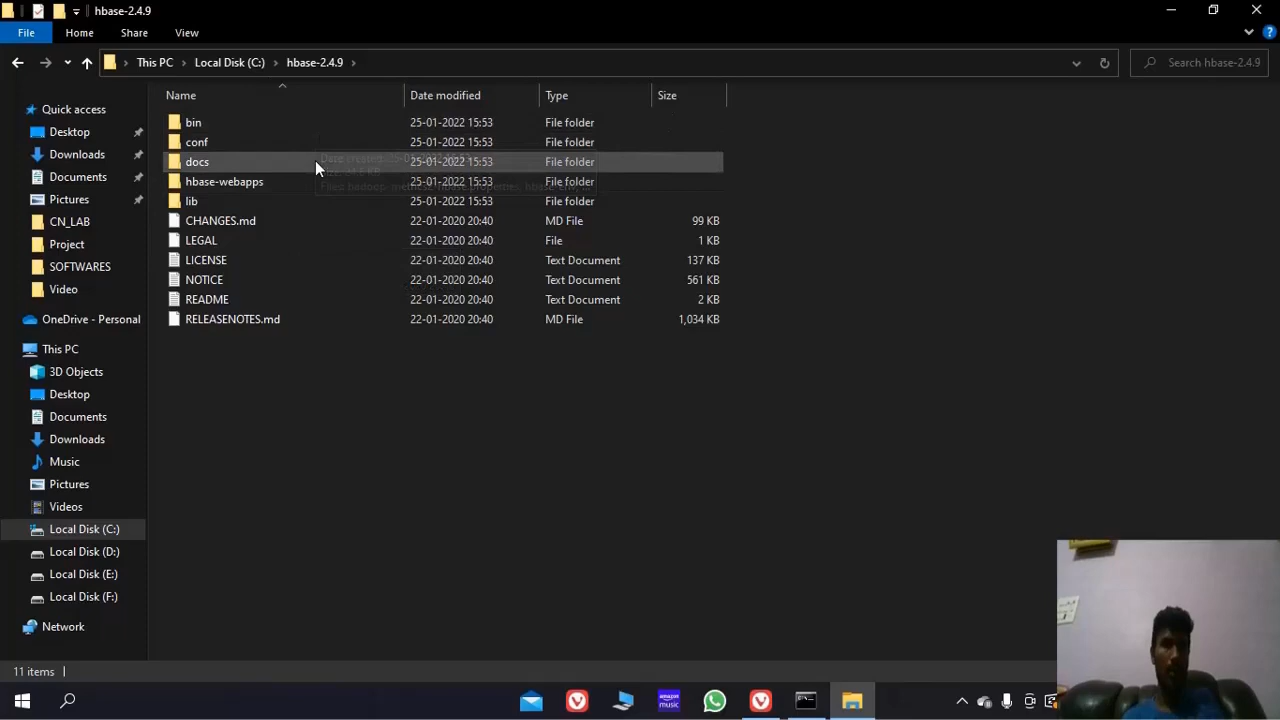 hbase-2.4.9
File Home Share View
This PC Local Disk (C:) hbase-2.4.9
Search hbase-2.4.9
Name Date modified Type Size
Quick access
Desktop
Downloads
Documents
Pictures
CN_LAB
Project
SOFTWARES
Video
OneDrive - Personal
This PC
3D Objects
Desktop
Documents
Downloads
Music
Pictures
Videos
Local Disk (C:)
Local Disk (D:)
Local Disk (E:)
Local Disk (F:)
Network
bin 25-01-2022 15:53 File folder
conf 25-01-2022 15:53 File folder
docs 25-01-2022 15:53 File folder
hbase-webapps 25-01-2022 15:53 File folder
lib 25-01-2022 15:53 File folder
CHANGES.md 22-01-2020 20:40 MD File 99 KB
LEGAL 22-01-2020 20:40 File 1 KB
LICENSE 22-01-2020 20:40 Text Document 137 KB
NOTICE 22-01-2020 20:40 Text Document 561 KB
README 22-01-2020 20:40 Text Document 2 KB
RELEASENOTES.md 22-01-2020 20:40 MD File 1,034 KB
11 items
amazon
music